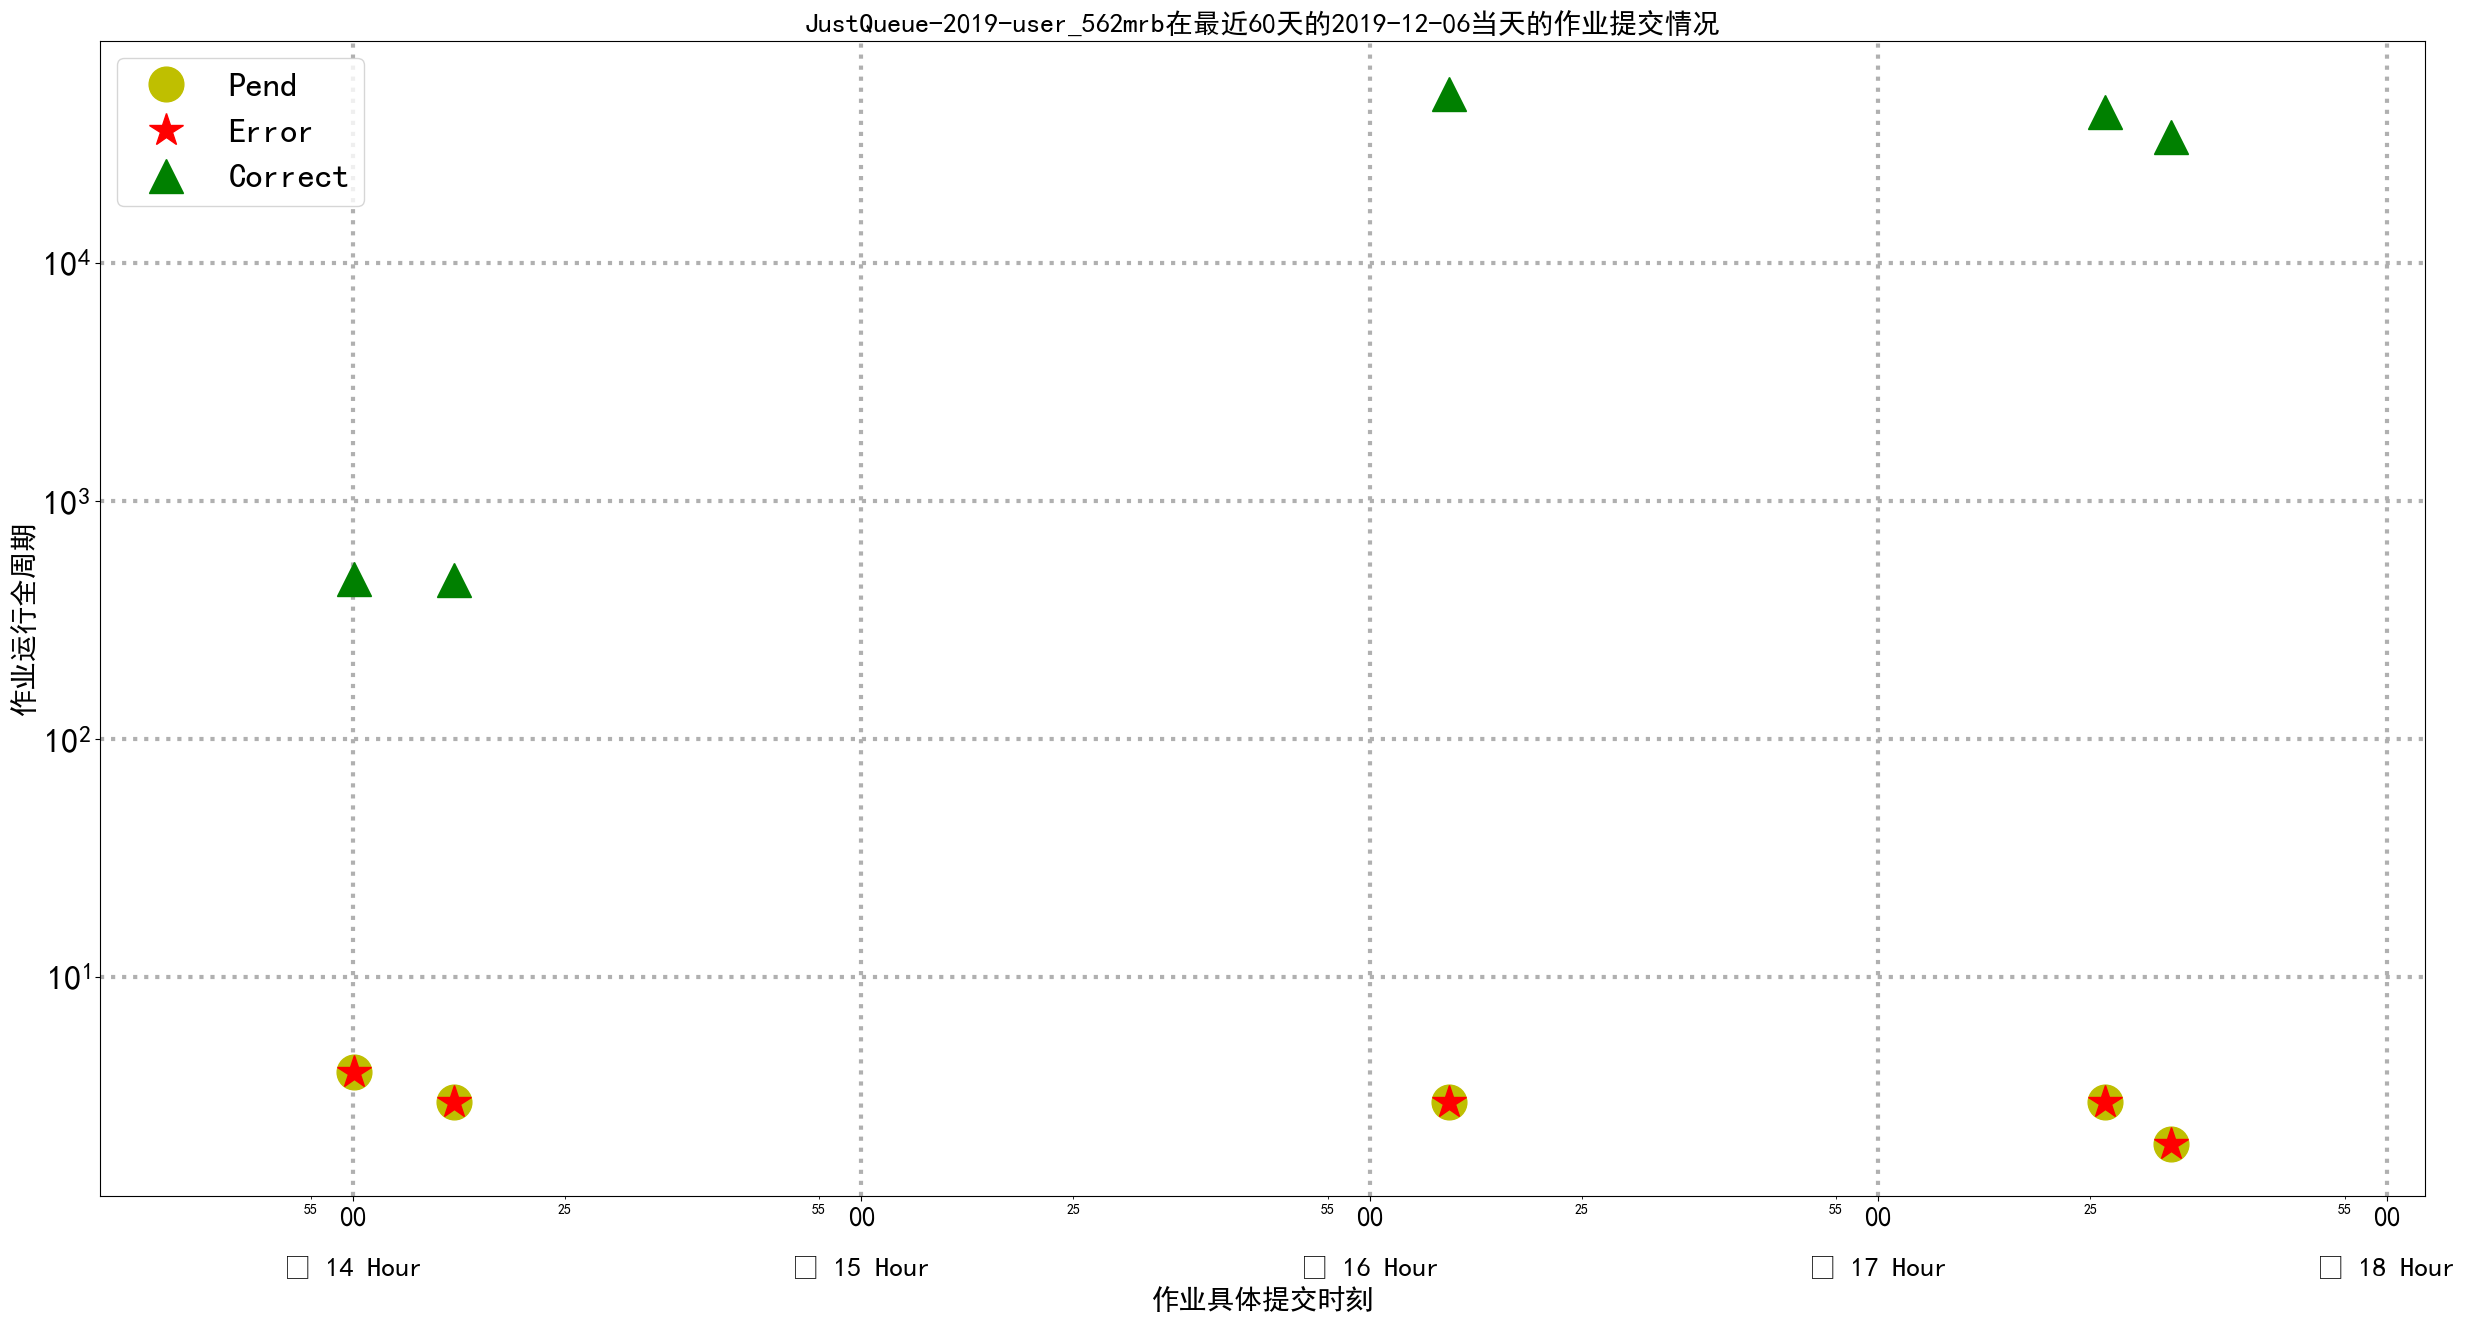 JustQueue-2019-user_562mrb在最近60天的2019-12-06当天的作业提交情况
Pend
Error
Correct
10⁴
10³
10²
10¹
作业运行全周期
55 00 25 55 00 25 55 00 25 55 00 25 55 00
□ 14 Hour □ 15 Hour □ 16 Hour □ 17 Hour □ 18 Hour
作业具体提交时刻